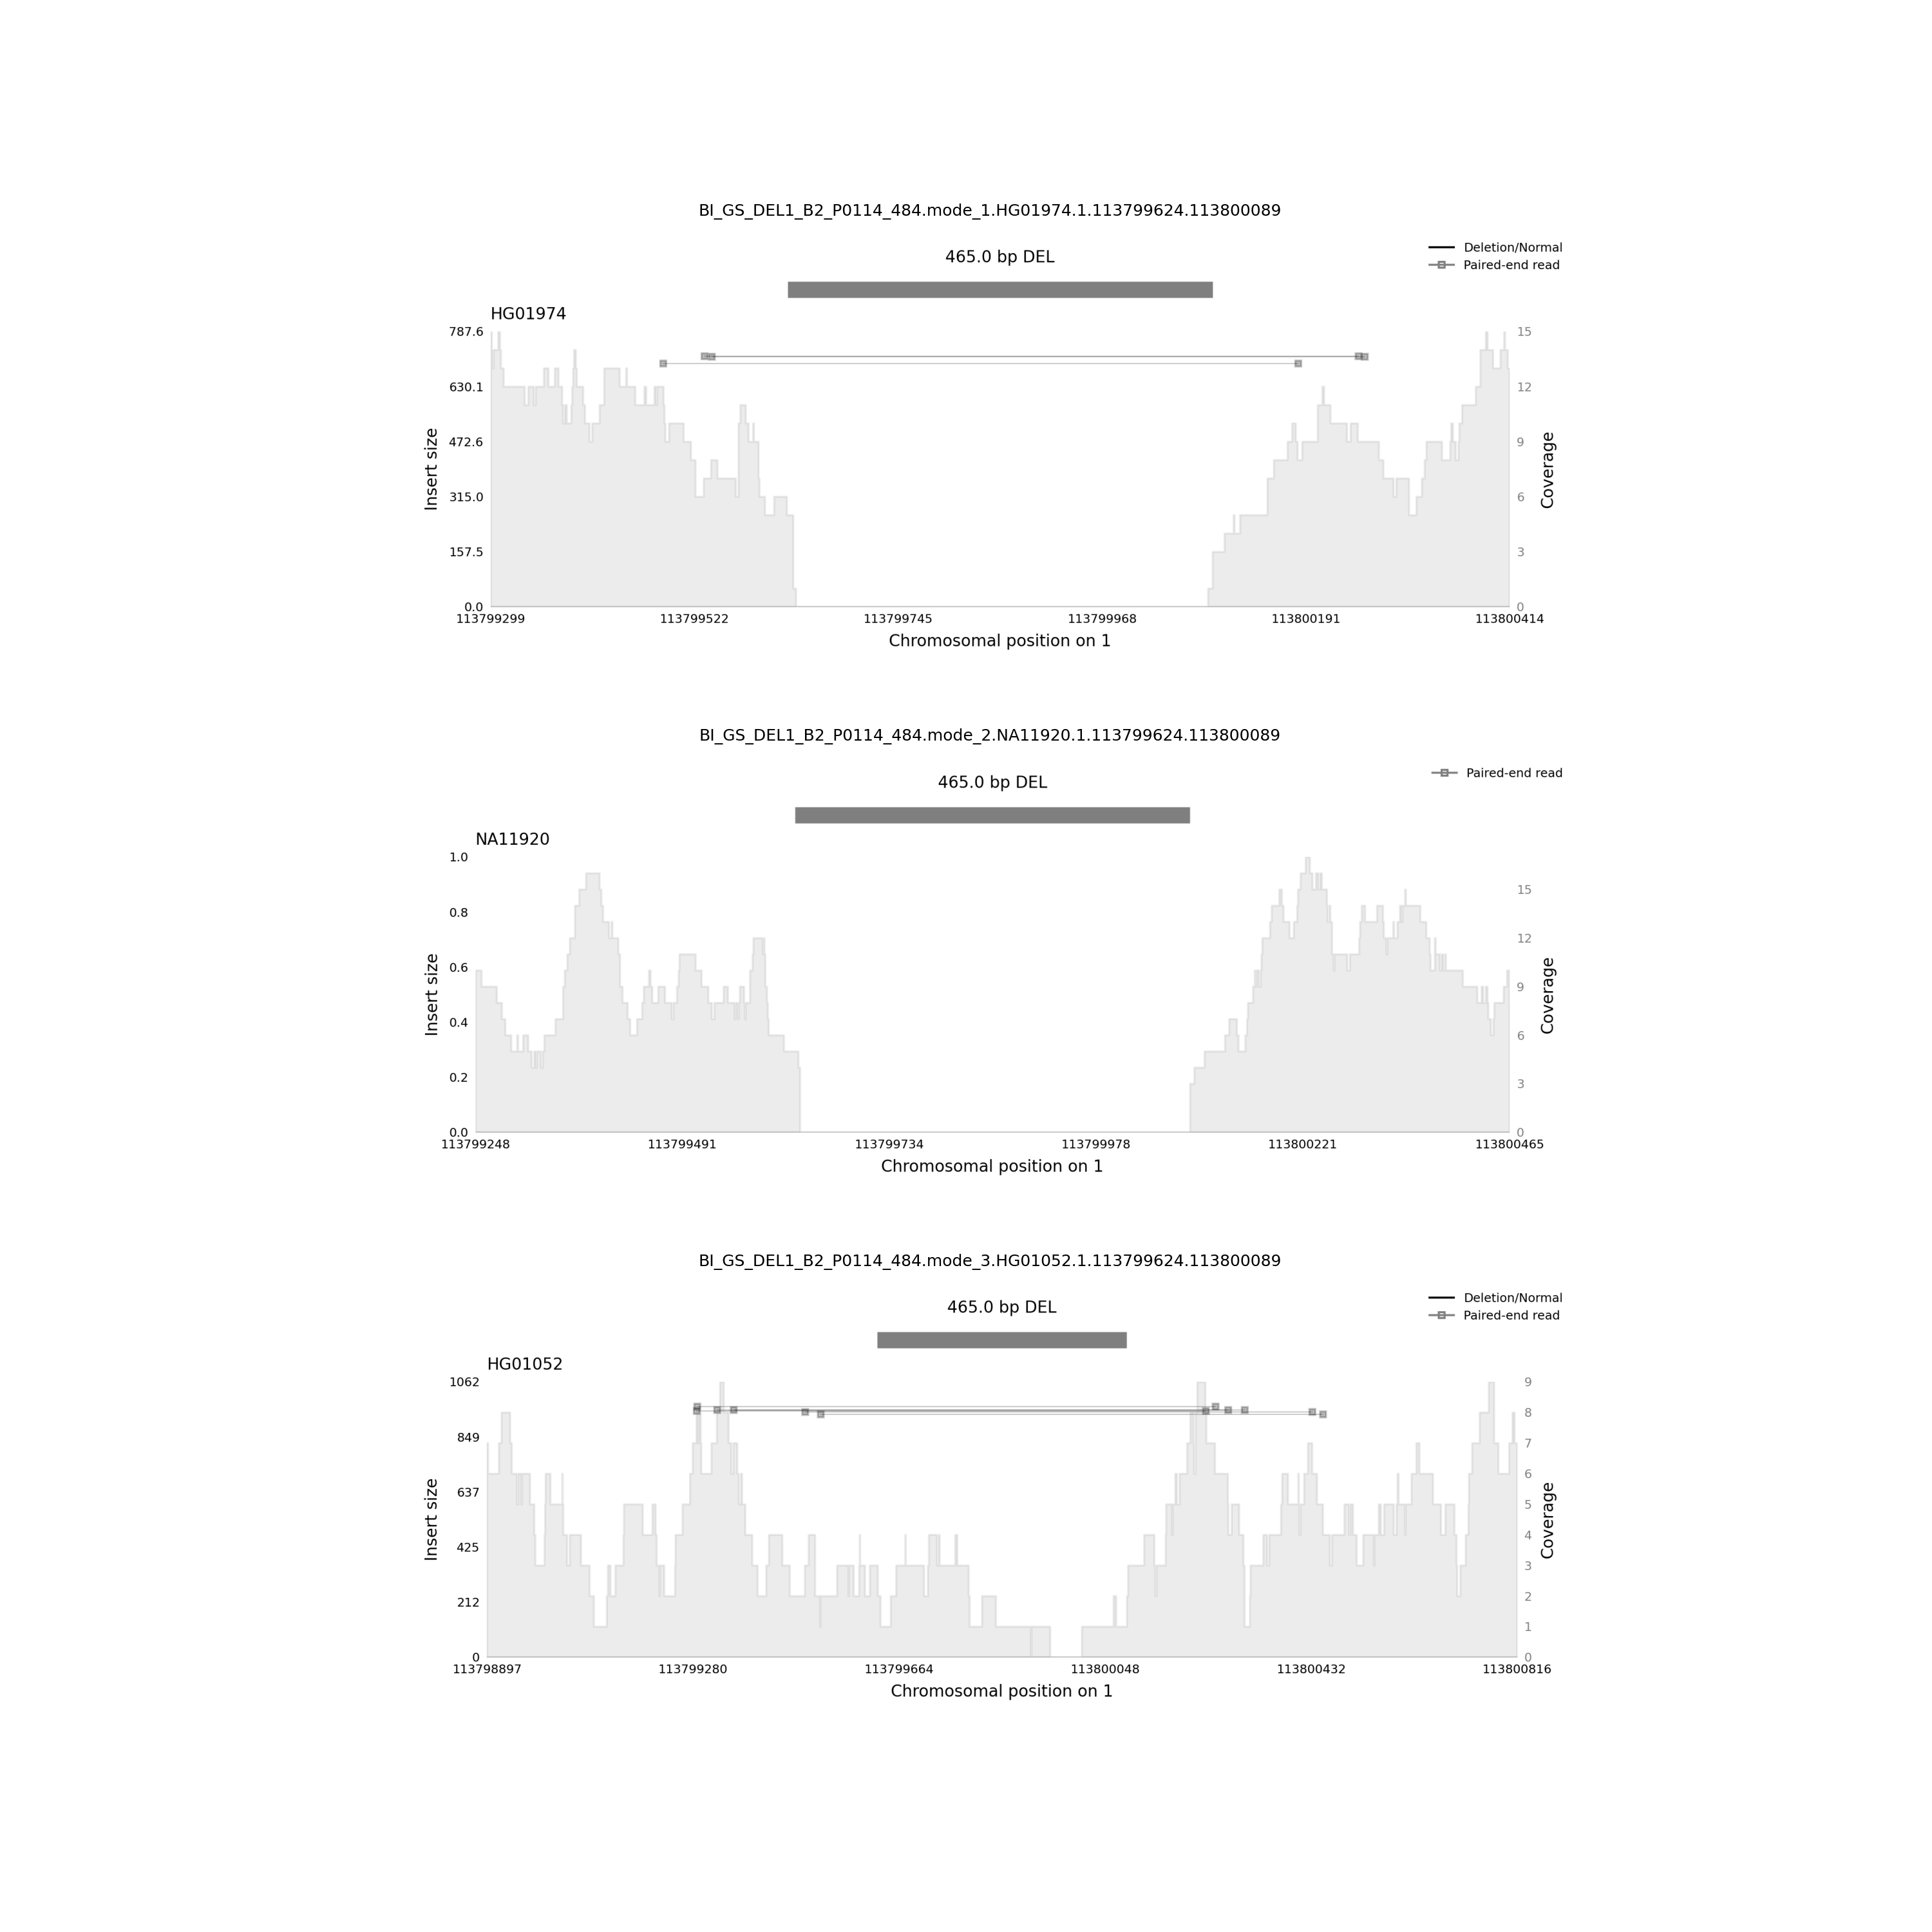 BI_GS_DEL1_B2_P0114_484.mode_1.HG01974.1.113799624.113800089
465.0 bp DEL
Deletion/Normal
Paired-end read
HG01974
787.6
630.1
472.6
315.0
157.5
0.0
Insert size
15
12
9
6
3
0
Coverage
113799299 113799522 113799745 113799968 113800191 113800414
Chromosomal position on 1
BI_GS_DEL1_B2_P0114_484.mode_2.NA11920.1.113799624.113800089
465.0 bp DEL
Paired-end read
NA11920
1.0
0.8
0.6
0.4
0.2
0.0
Insert size
15
12
9
6
3
0
Coverage
113799248 113799491 113799734 113799978 113800221 113800465
Chromosomal position on 1
BI_GS_DEL1_B2_P0114_484.mode_3.HG01052.1.113799624.113800089
465.0 bp DEL
Deletion/Normal
Paired-end read
HG01052
1062
849
637
425
212
0
Insert size
9
8
7
6
5
4
3
2
1
0
Coverage
113798897 113799280 113799664 113800048 113800432 113800816
Chromosomal position on 1